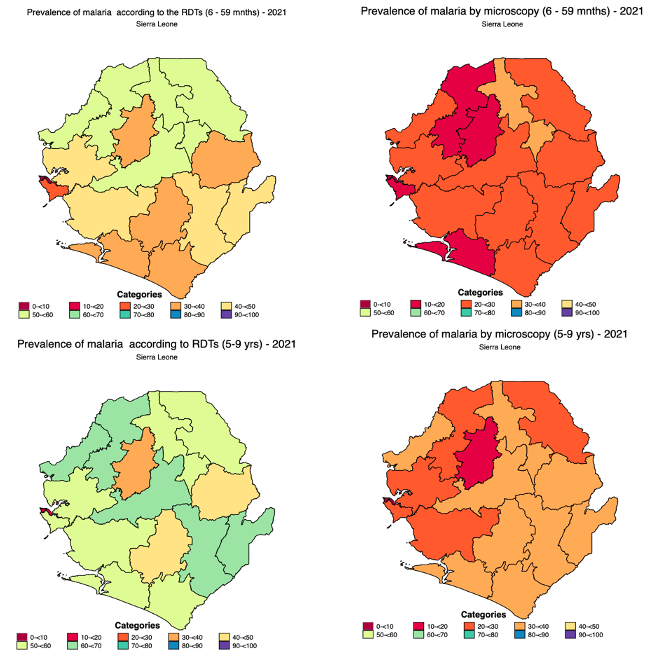 Prevalence of malaria according to the RDTs (6 - 59 mnths) - 2021
Sierra Leone
Categories
0-<10 10-<20 20-<30 30-<40 40-<50
50-<60 60-<70 70-<80 80-<90 90-<100
Prevalence of malaria by microscopy (6 - 59 mnths) - 2021
Sierra Leone
Categories
0-<10 10-<20 20-<30 30-<40 40-<50
50-<60 60-<70 70-<80 80-<90 90-<100
Prevalence of malaria according to RDTs (5-9 yrs) - 2021
Sierra Leone
Categories
0-<10 10-<20 20-<30 30-<40 40-<50
50-<60 60-<70 70-<80 80-<90 90-<100
Prevalence of malaria by microscopy (5-9 yrs) - 2021
Sierra Leone
Categories
0-<10 10-<20 20-<30 30-<40 40-<50
50-<60 60-<70 70-<80 80-<90 90-<100